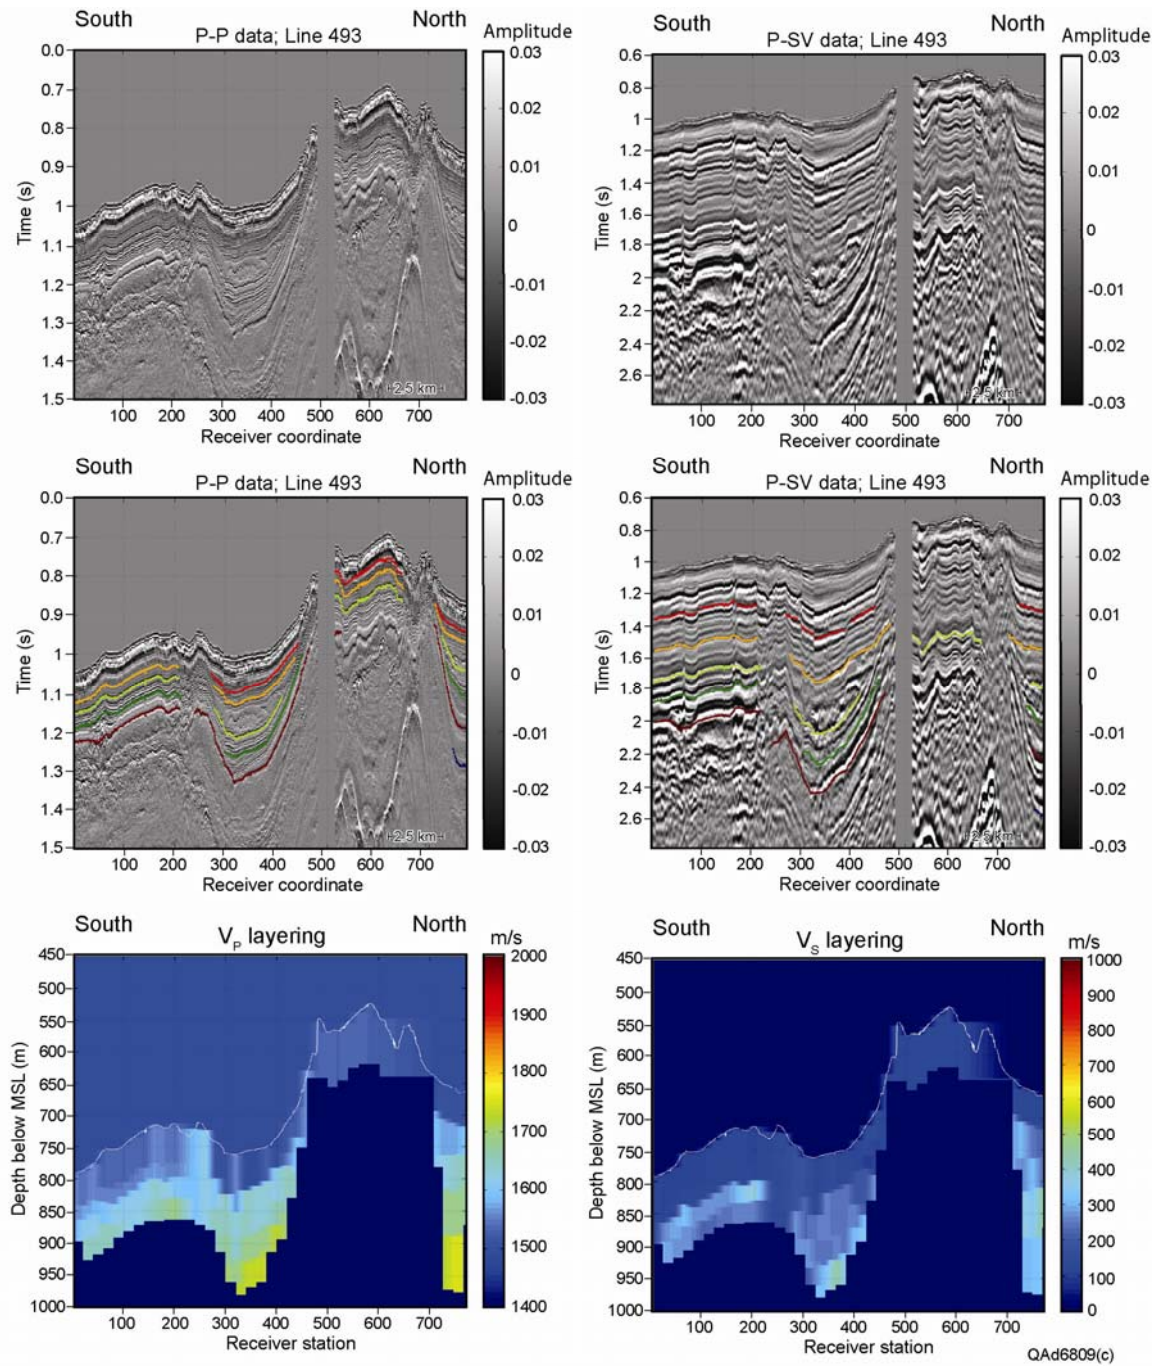 South North
P-P data; Line 493
Amplitude
0.0
0.7
0.8
0.9
1
1.1
1.2
1.3
1.4
1.5
Time (s)
2.5 km
0.03
0.02
0.01
0
-0.01
-0.02
-0.03
100 200 300 400 500 600 700
Receiver coordinate
South North
P-SV data; Line 493
Amplitude
0.6
0.8
1
1.2
1.4
1.6
1.8
2
2.2
2.4
2.6
Time (s)
2.5 km
0.03
0.02
0.01
0
-0.01
-0.02
-0.03
100 200 300 400 500 600 700
Receiver coordinate
South North
P-P data; Line 493
Amplitude
0.0
0.7
0.8
0.9
1
1.1
1.2
1.3
1.4
1.5
Time (s)
2.5 km
0.03
0.02
0.01
0
-0.01
-0.02
-0.03
100 200 300 400 500 600 700
Receiver coordinate
South North
P-SV data; Line 493
Amplitude
0.6
0.8
1
1.2
1.4
1.6
1.8
2
2.2
2.4
2.6
Time (s)
2.5 km
0.03
0.02
0.01
0
-0.01
-0.02
-0.03
100 200 300 400 500 600 700
Receiver coordinate
South North
VP layering
m/s
450
500
550
600
650
700
750
800
850
900
950
1000
Depth below MSL (m)
2000
1900
1800
1700
1600
1500
1400
100 200 300 400 500 600 700
Receiver station
South North
VS layering
m/s
450
500
550
600
650
700
750
800
850
900
950
1000
Depth below MSL (m)
1000
900
800
700
600
500
400
300
200
100
0
100 200 300 400 500 600 700
Receiver station
QAd6809(c)